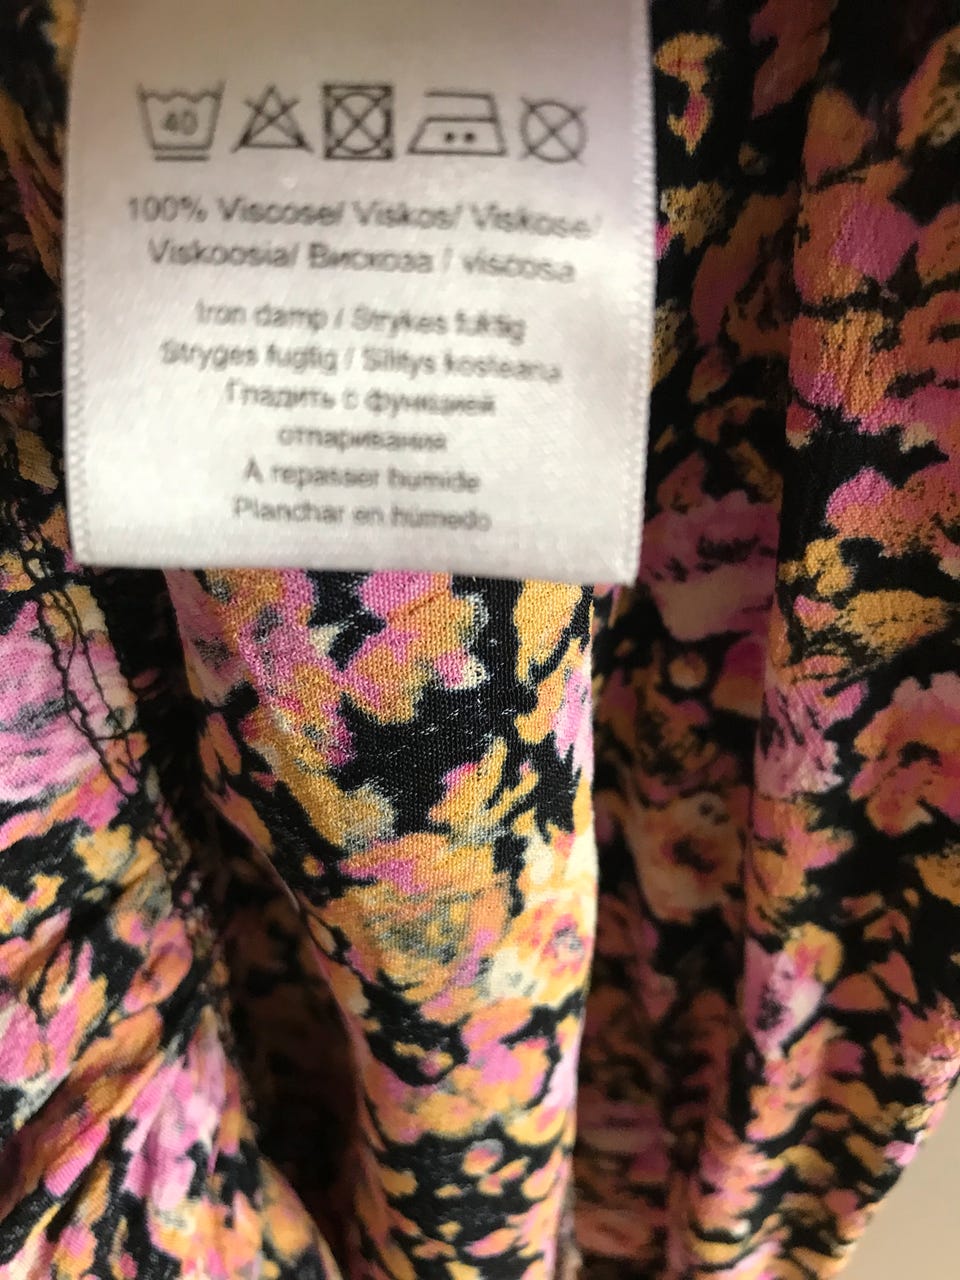 40
100% Viscose/ Viskos/ Viskose/
Viskoosia/ Вискоза / viscosa
Iron damp / Strykes fuktig
Stryges fugtig / Silitys kosteana
Гладить с функцией
отпаривания
À repasser humide
Planchar en húmedo